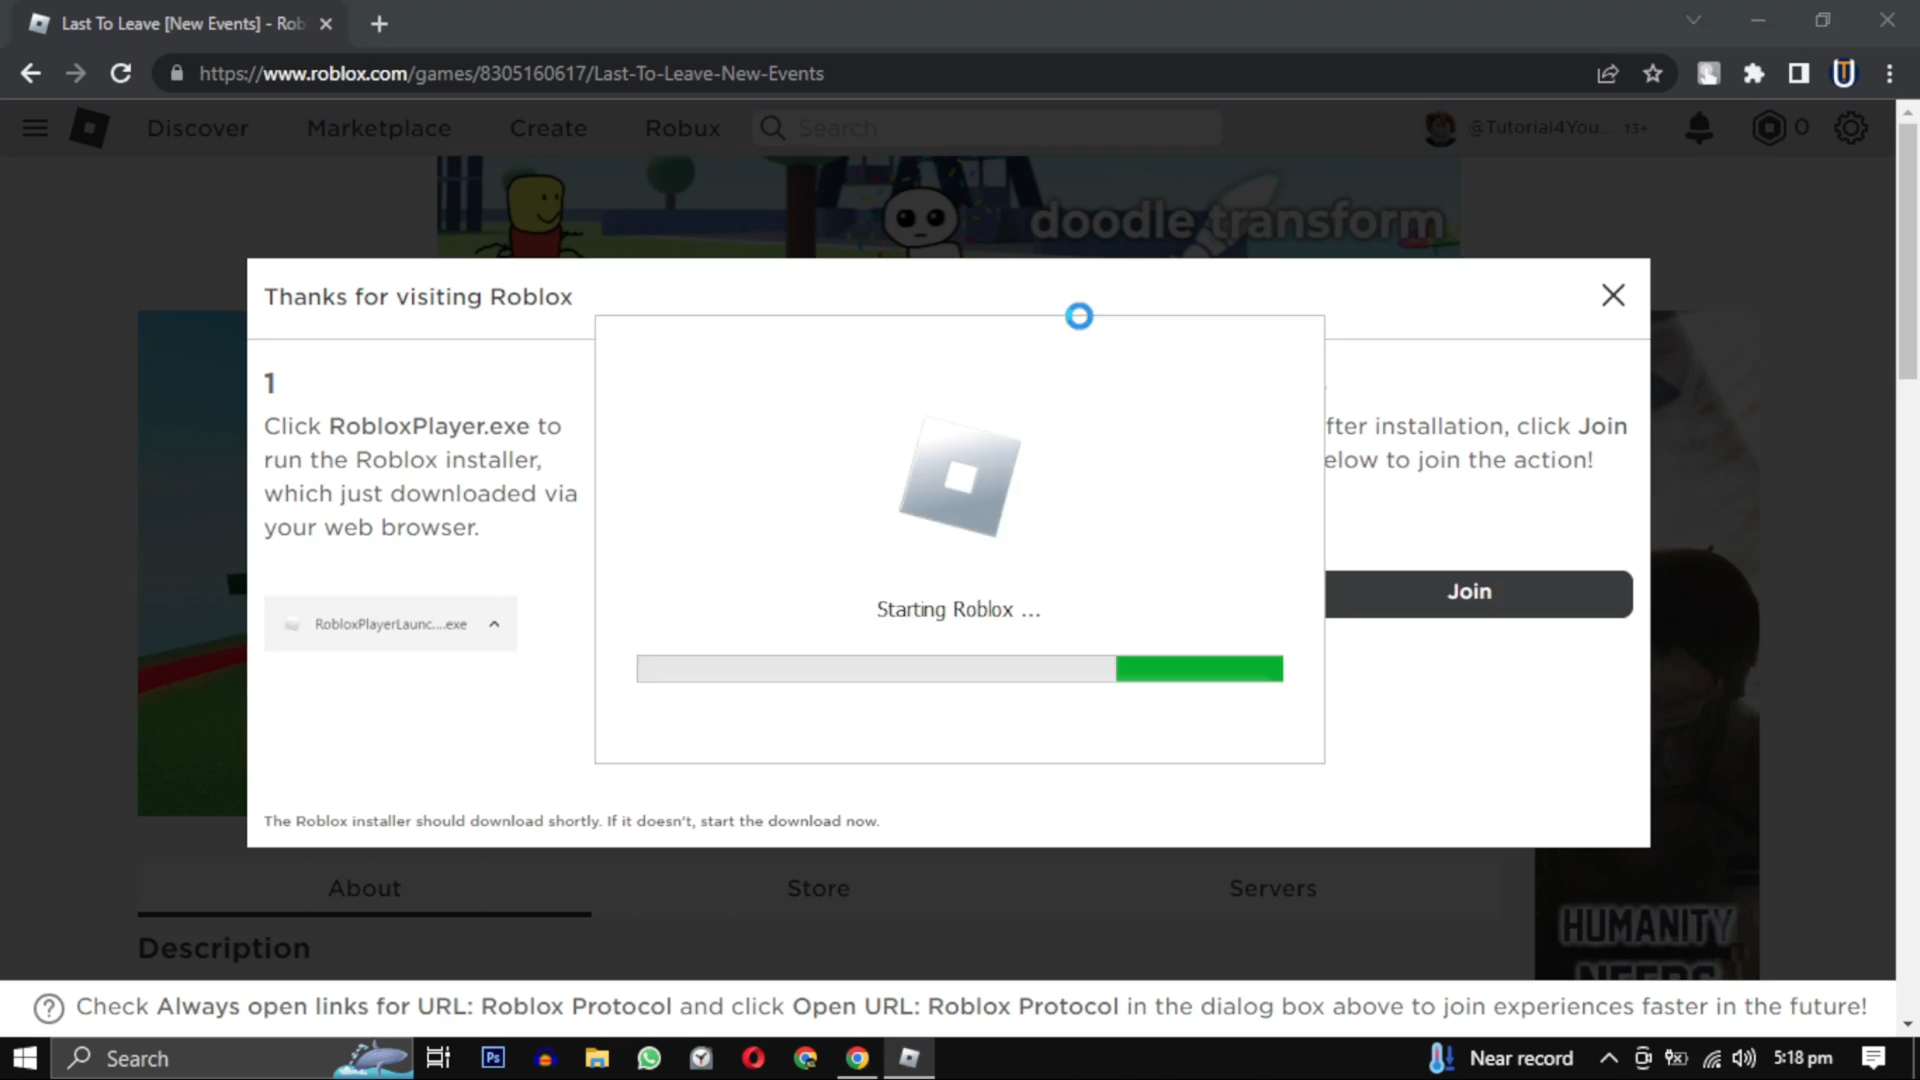 Last To Leave [New Events] - Rob
https://www.roblox.com/games/8305160617/Last-To-Leave-New-Events
Discover
Marketplace
Create
Robux
Search
@Tutorial4You... 13+
0
doodle transform
Thanks for visiting Roblox
1
Click RobloxPlayer.exe to
run the Roblox installer,
which just downloaded via
your web browser.
RobloxPlayerLaunc....exe
Starting Roblox ...
fter installation, click Join
elow to join the action!
Join
The Roblox installer should download shortly. If it doesn't, start the download now.
About
Store
Servers
Description
HUMANITY
NEEDS
Check Always open links for URL: Roblox Protocol and click Open URL: Roblox Protocol in the dialog box above to join experiences faster in the future!
Search
Ps
Near record
5:18 pm